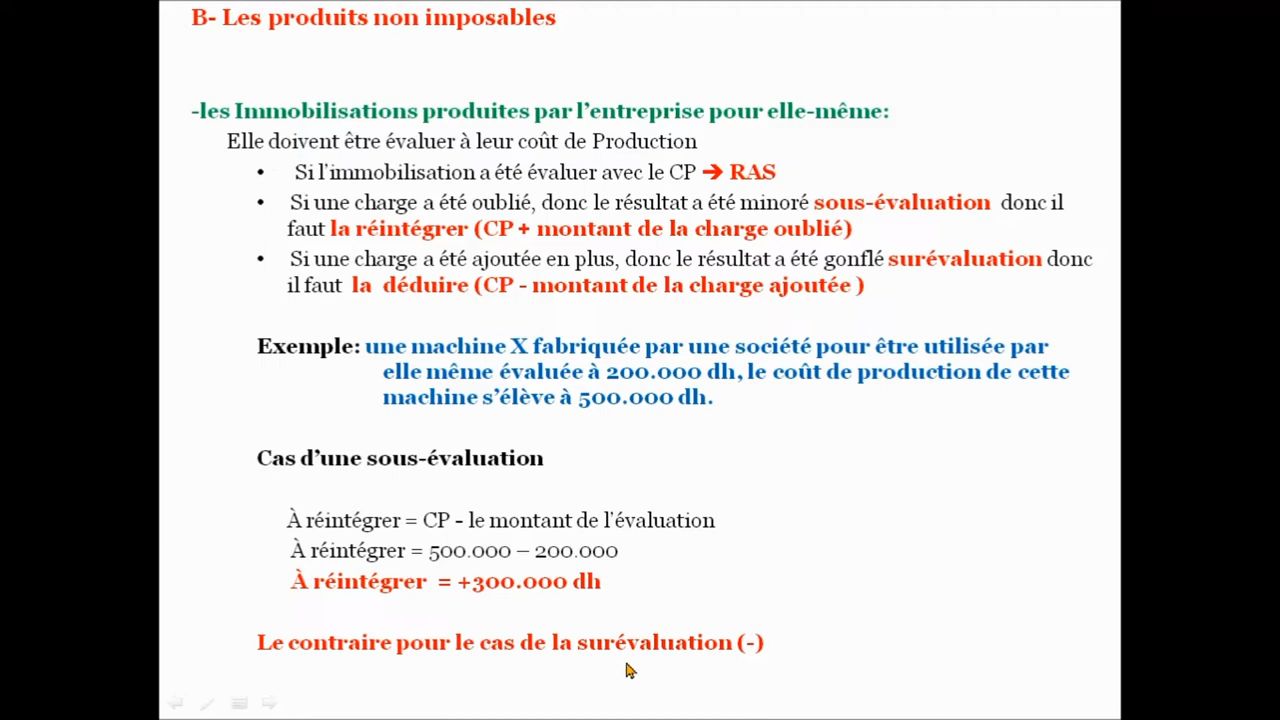 B- Les produits non imposables
-les Immobilisations produites par l'entreprise pour elle-même:
Elle doivent être évaluer à leur coût de Production
• Si l'immobilisation a été évaluer avec le CP ➔ RAS
• Si une charge a été oublié, donc le résultat a été minoré sous-évaluation donc il
faut la réintégrer (CP + montant de la charge oublié)
• Si une charge a été ajoutée en plus, donc le résultat a été gonflé surévaluation donc
il faut la déduire (CP - montant de la charge ajoutée )
Exemple: une machine X fabriquée par une société pour être utilisée par
elle même évaluée à 200.000 dh, le coût de production de cette
machine s'élève à 500.000 dh.
Cas d'une sous-évaluation
À réintégrer = CP - le montant de l'évaluation
À réintégrer = 500.000 – 200.000
À réintégrer = +300.000 dh
Le contraire pour le cas de la surévaluation (-)